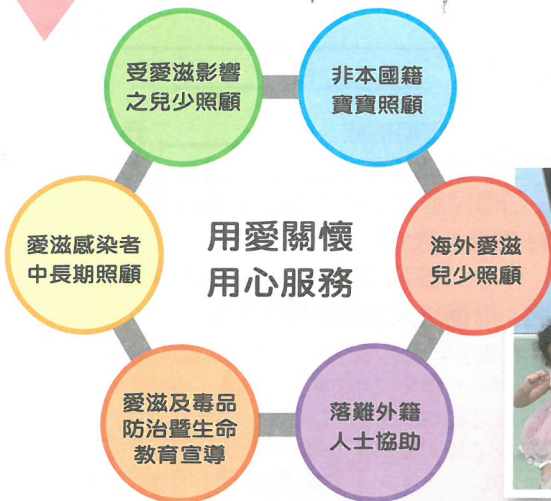 受愛滋影響
之兒少照顧
非本國籍
寶寶照顧
愛滋感染者
中長期照顧
用愛關懷
用心服務
海外愛滋
兒少照顧
愛滋及毒品
防治暨生命
教育宣導
落難外籍
人士協助